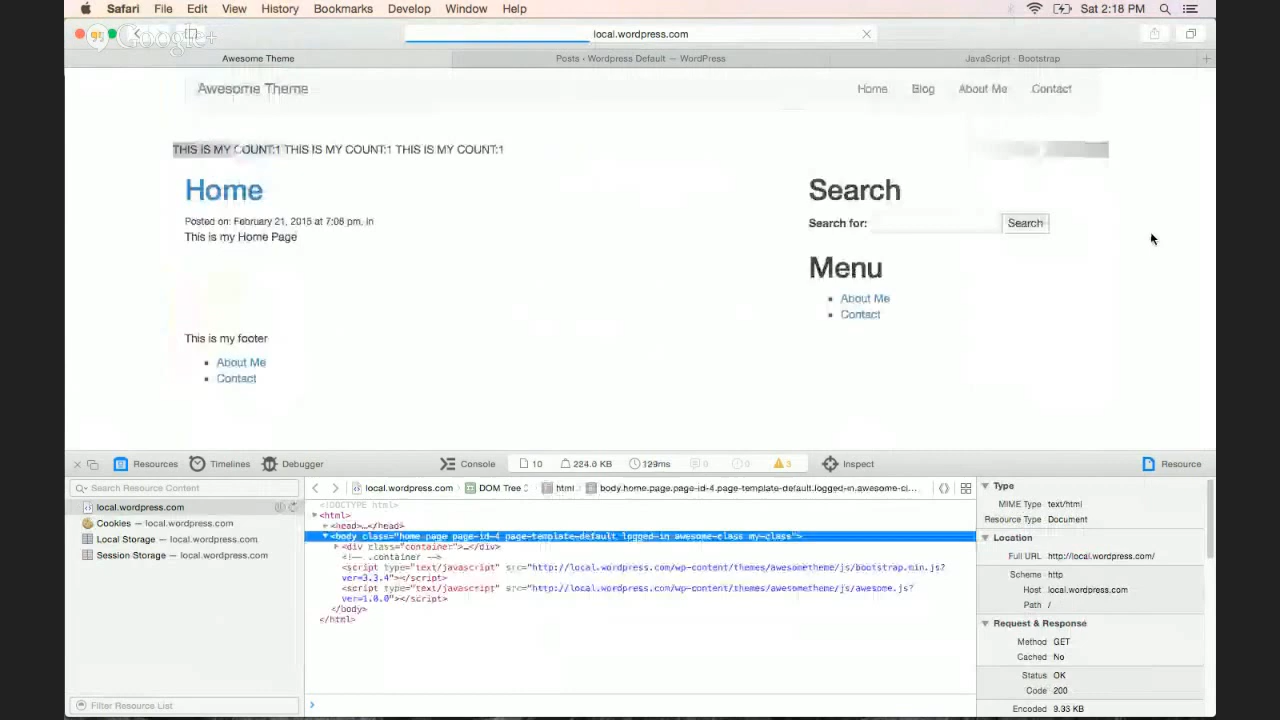 Safari File Edit View History Bookmarks Develop Window Help Sat 2:18 PM
Google+
local.wordpress.com
Awesome Theme Posts · Wordpress Default — WordPress JavaScript · Bootstrap
Awesome Theme Home Blog About Me Contact
THIS IS MY COUNT:1 THIS IS MY COUNT:1 THIS IS MY COUNT:1
Home
Posted on: February 21, 2015 at 7:06 pm, in
This is my Home Page
Search
Search for: Search
Menu
About Me
Contact
This is my footer
About Me
Contact
Resources Timelines Debugger Console 10 224.0 KB 129ms 0 0 3 Inspect Resource
Search Resource Content
local.wordpress.com
Cookies — local.wordpress.com
Local Storage — local.wordpress.com
Session Storage — local.wordpress.com
Filter Resource List
local.wordpress.com DOM Tree html body.home.page.page-id-4.page-template-default.logged-in.awesome-ci...
<!DOCTYPE html>
<html>
<head>…</head>
<body class="home page page-id-4 page-template-default logged-in awesome-class my-class">
<div class="container">…</div>
<!-- .container -->
<script type="text/javascript" src="http://local.wordpress.com/wp-content/themes/awesometheme/js/bootstrap.min.js?
ver=3.3.4"></script>
<script type="text/javascript" src="http://local.wordpress.com/wp-content/themes/awesometheme/js/awesome.js?
ver=1.0.0"></script>
</body>
</html>
Type
MIME Type text/html
Resource Type Document
Location
Full URL http://local.wordpress.com/
Scheme http
Host local.wordpress.com
Path /
Request & Response
Method GET
Cached No
Status OK
Code 200
Encoded 9.93 KB